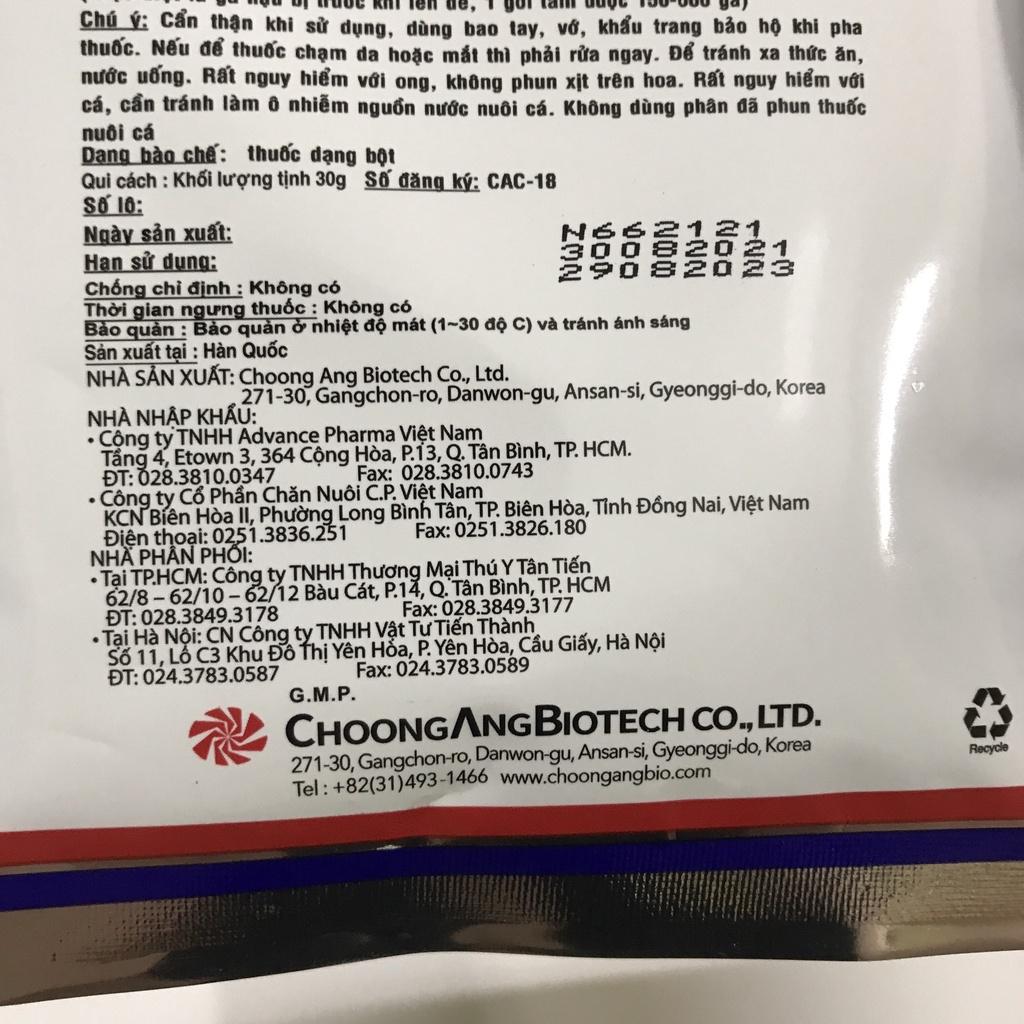 Chú ý: Cẩn thận khi sử dụng, dùng bao tay, vớ, khẩu trang bảo hộ khi pha
thuốc. Nếu để thuốc chạm da hoặc mắt thì phải rửa ngay. Để tránh xa thức ăn,
nước uống. Rất nguy hiểm với ong, không phun xịt trên hoa. Rất nguy hiểm với
cá, cần tránh làm ô nhiễm nguồn nước nuôi cá. Không dùng phân đã phun thuốc
nuôi cá
Dạng bào chế: thuốc dạng bột
Qui cách : Khối lượng tịnh 30g Số đăng ký: CAC-18
Số lô:
N662121
Ngày sản xuất:
30082021
Hạn sử dụng:
29082023
Chống chỉ định : Không có
Thời gian ngưng thuốc : Không có
Bảo quản : Bảo quản ở nhiệt độ mát (1~30 độ C) và tránh ánh sáng
Sản xuất tại : Hàn Quốc
NHÀ SẢN XUẤT: Choong Ang Biotech Co., Ltd.
271-30, Gangchon-ro, Danwon-gu, Ansan-si, Gyeonggi-do, Korea
NHÀ NHẬP KHẨU:
• Công ty TNHH Advance Pharma Việt Nam
Tầng 4, Etown 3, 364 Cộng Hòa, P.13, Q. Tân Bình, TP. HCM.
ĐT: 028.3810.0347 Fax: 028.3810.0743
• Công ty Cổ Phần Chăn Nuôi C.P. Việt Nam
KCN Biên Hòa II, Phường Long Bình Tân, TP. Biên Hòa, Tỉnh Đồng Nai, Việt Nam
Điện thoại: 0251.3836.251 Fax: 0251.3826.180
NHÀ PHÂN PHỐI:
• Tại TP.HCM: Công ty TNHH Thương Mại Thú Y Tân Tiến
62/8 – 62/10 – 62/12 Bàu Cát, P.14, Q. Tân Bình, TP. HCM
ĐT: 028.3849.3178 Fax: 028.3849.3177
• Tại Hà Nội: CN Công ty TNHH Vật Tư Tiến Thành
Số 11, Lô C3 Khu Đô Thị Yên Hòa, P. Yên Hòa, Cầu Giấy, Hà Nội
ĐT: 024.3783.0587 Fax: 024.3783.0589
G.M.P.
CHOONGANGBIOTECH CO., LTD.
271-30, Gangchon-ro, Danwon-gu, Ansan-si, Gyeonggi-do, Korea
Tel : +82(31)493-1466 www.choongangbio.com
Recycle